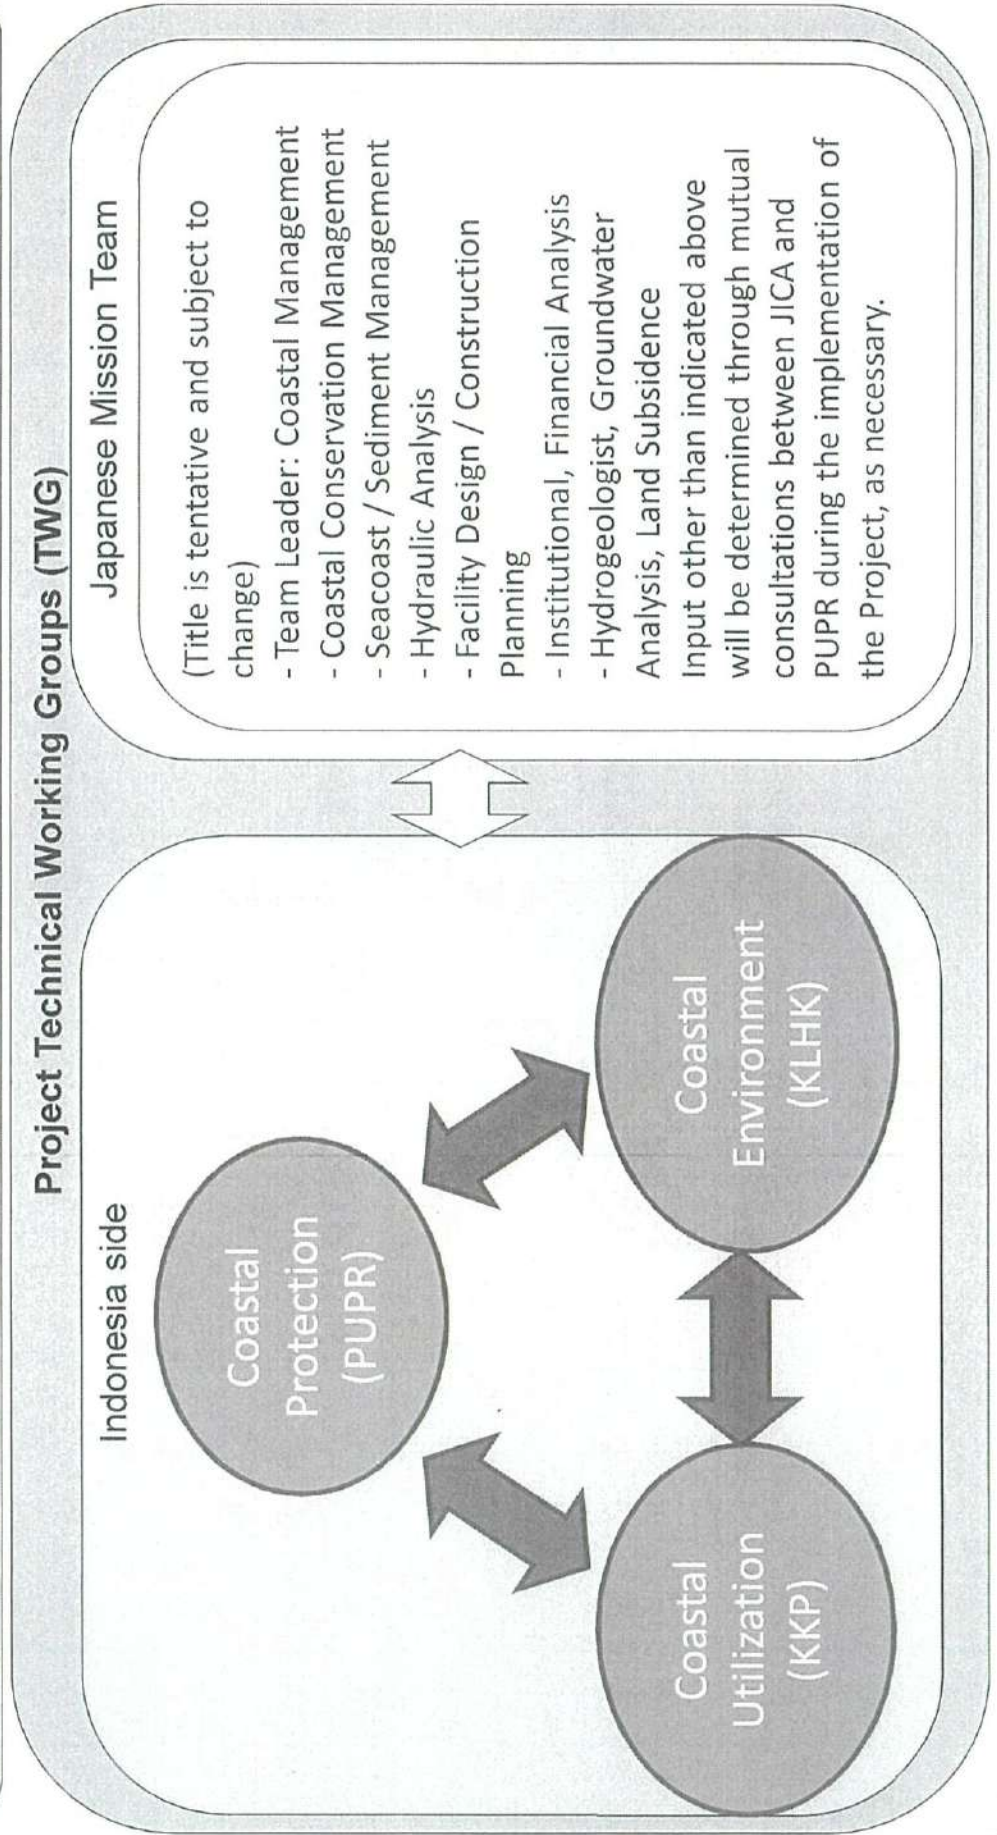 Project Technical Working Groups (TWG)
Indonesia side
Coastal
Protection
(PUPR)
Coastal
Utilization
(KKP)
Coastal
Environment
(KLHK)
Japanese Mission Team
(Title is tentative and subject to
change)
- Team Leader: Coastal Management
- Coastal Conservation Management
- Seacoast / Sediment Management
- Hydraulic Analysis
- Facility Design / Construction
Planning
- Institutional, Financial Analysis
- Hydrogeologist, Groundwater
Analysis, Land Subsidence
Input other than indicated above
will be determined through mutual
consultations between JICA and
PUPR during the implementation of
the Project, as necessary.